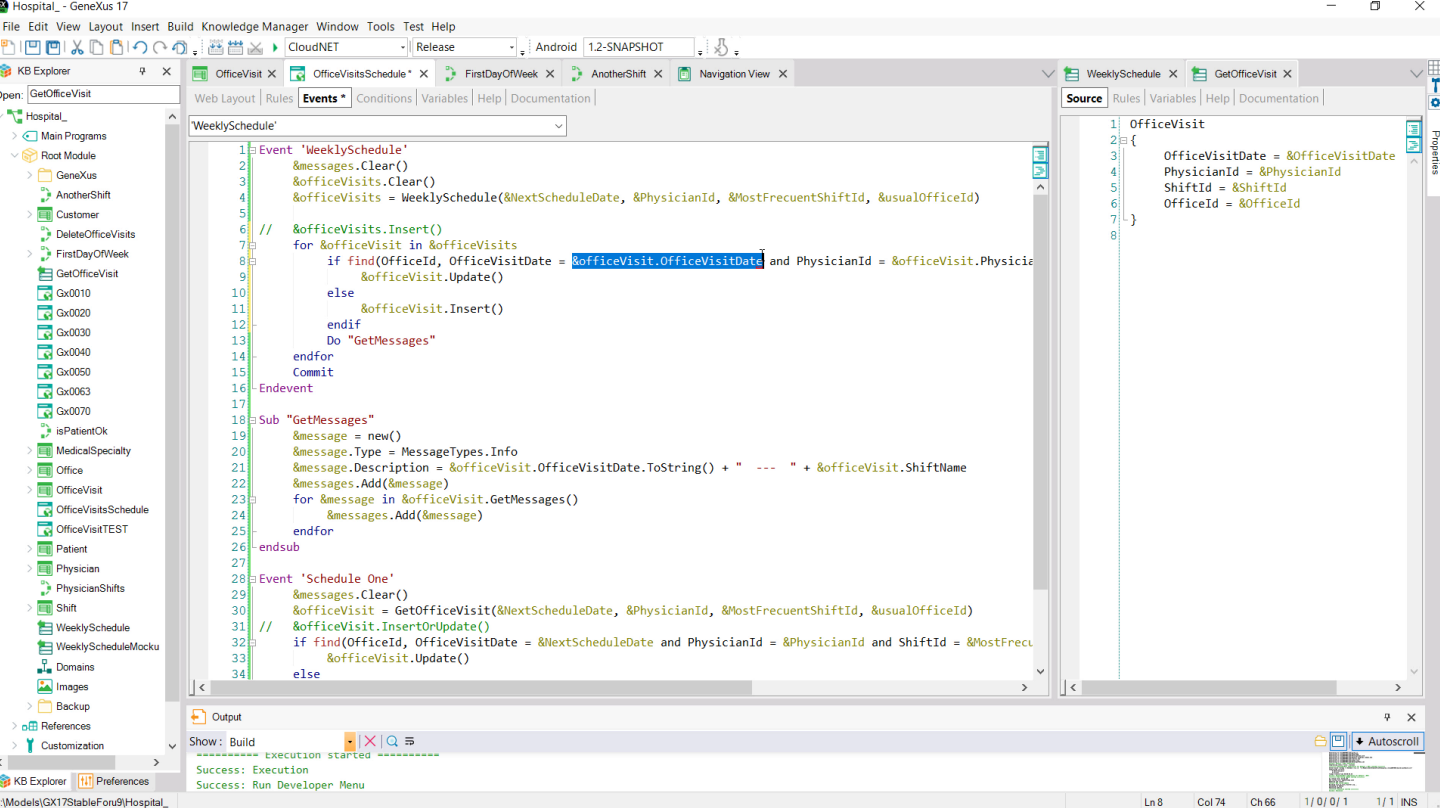 Hospital_ - GeneXus 17
File Edit View Layout Insert Build Knowledge Manager Window Tools Test Help
CloudNET Release Android 1.2-SNAPSHOT
KB Explorer
OfficeVisit OfficeVisitsSchedule * FirstDayOfWeek AnotherShift Navigation View
WeeklySchedule GetOfficeVisit
Open: GetOfficeVisit
Web Layout Rules Events * Conditions Variables Help Documentation
Source Rules Variables Help Documentation
Properties
Hospital_
Main Programs
Root Module
GeneXus
AnotherShift
Customer
DeleteOfficeVisits
FirstDayOfWeek
GetOfficeVisit
Gx0010
Gx0020
Gx0030
Gx0040
Gx0050
Gx0063
Gx0070
isPatientOk
MedicalSpecialty
Office
OfficeVisit
OfficeVisitsSchedule
OfficeVisitTEST
Patient
Physician
PhysicianShifts
Shift
WeeklySchedule
WeeklyScheduleMocku
Domains
Images
Backup
References
Customization
KB Explorer Preferences
'WeeklySchedule'
1 Event 'WeeklySchedule'
2 &messages.Clear()
3 &officeVisits.Clear()
4 &officeVisits = WeeklySchedule(&NextScheduleDate, &PhysicianId, &MostFrecuentShiftId, &usualOfficeId)
5
6 // &officeVisits.Insert()
7 for &officeVisit in &officeVisits
8 if find(OfficeId, OfficeVisitDate = &officeVisit.OfficeVisitDate and PhysicianId = &officeVisit.Physicia
9 &officeVisit.Update()
10 else
11 &officeVisit.Insert()
12 endif
13 Do "GetMessages"
14 endfor
15 Commit
16 Endevent
17
18 Sub "GetMessages"
19 &message = new()
20 &message.Type = MessageTypes.Info
21 &message.Description = &officeVisit.OfficeVisitDate.ToString() + " --- " + &officeVisit.ShiftName
22 &messages.Add(&message)
23 for &message in &officeVisit.GetMessages()
24 &messages.Add(&message)
25 endfor
26 endsub
27
28 Event 'Schedule One'
29 &messages.Clear()
30 &officeVisit = GetOfficeVisit(&NextScheduleDate, &PhysicianId, &MostFrecuentShiftId, &usualOfficeId)
31 // &officeVisit.InsertOrUpdate()
32 if find(OfficeId, OfficeVisitDate = &NextScheduleDate and PhysicianId = &PhysicianId and ShiftId = &MostFrecu
33 &officeVisit.Update()
34 else
1 OfficeVisit
2 {
3 OfficeVisitDate = &OfficeVisitDate
4 PhysicianId = &PhysicianId
5 ShiftId = &ShiftId
6 OfficeId = &OfficeId
7 }
8
Output
Show: Build Autoscroll
========== Execution started ==========
Success: Execution
Success: Run Developer Menu
:\Models\GX17StableForu9\Hospital_ Ln 8 Col 74 Ch 66 1/ 0/ 0/ 1 1/ 1 INS